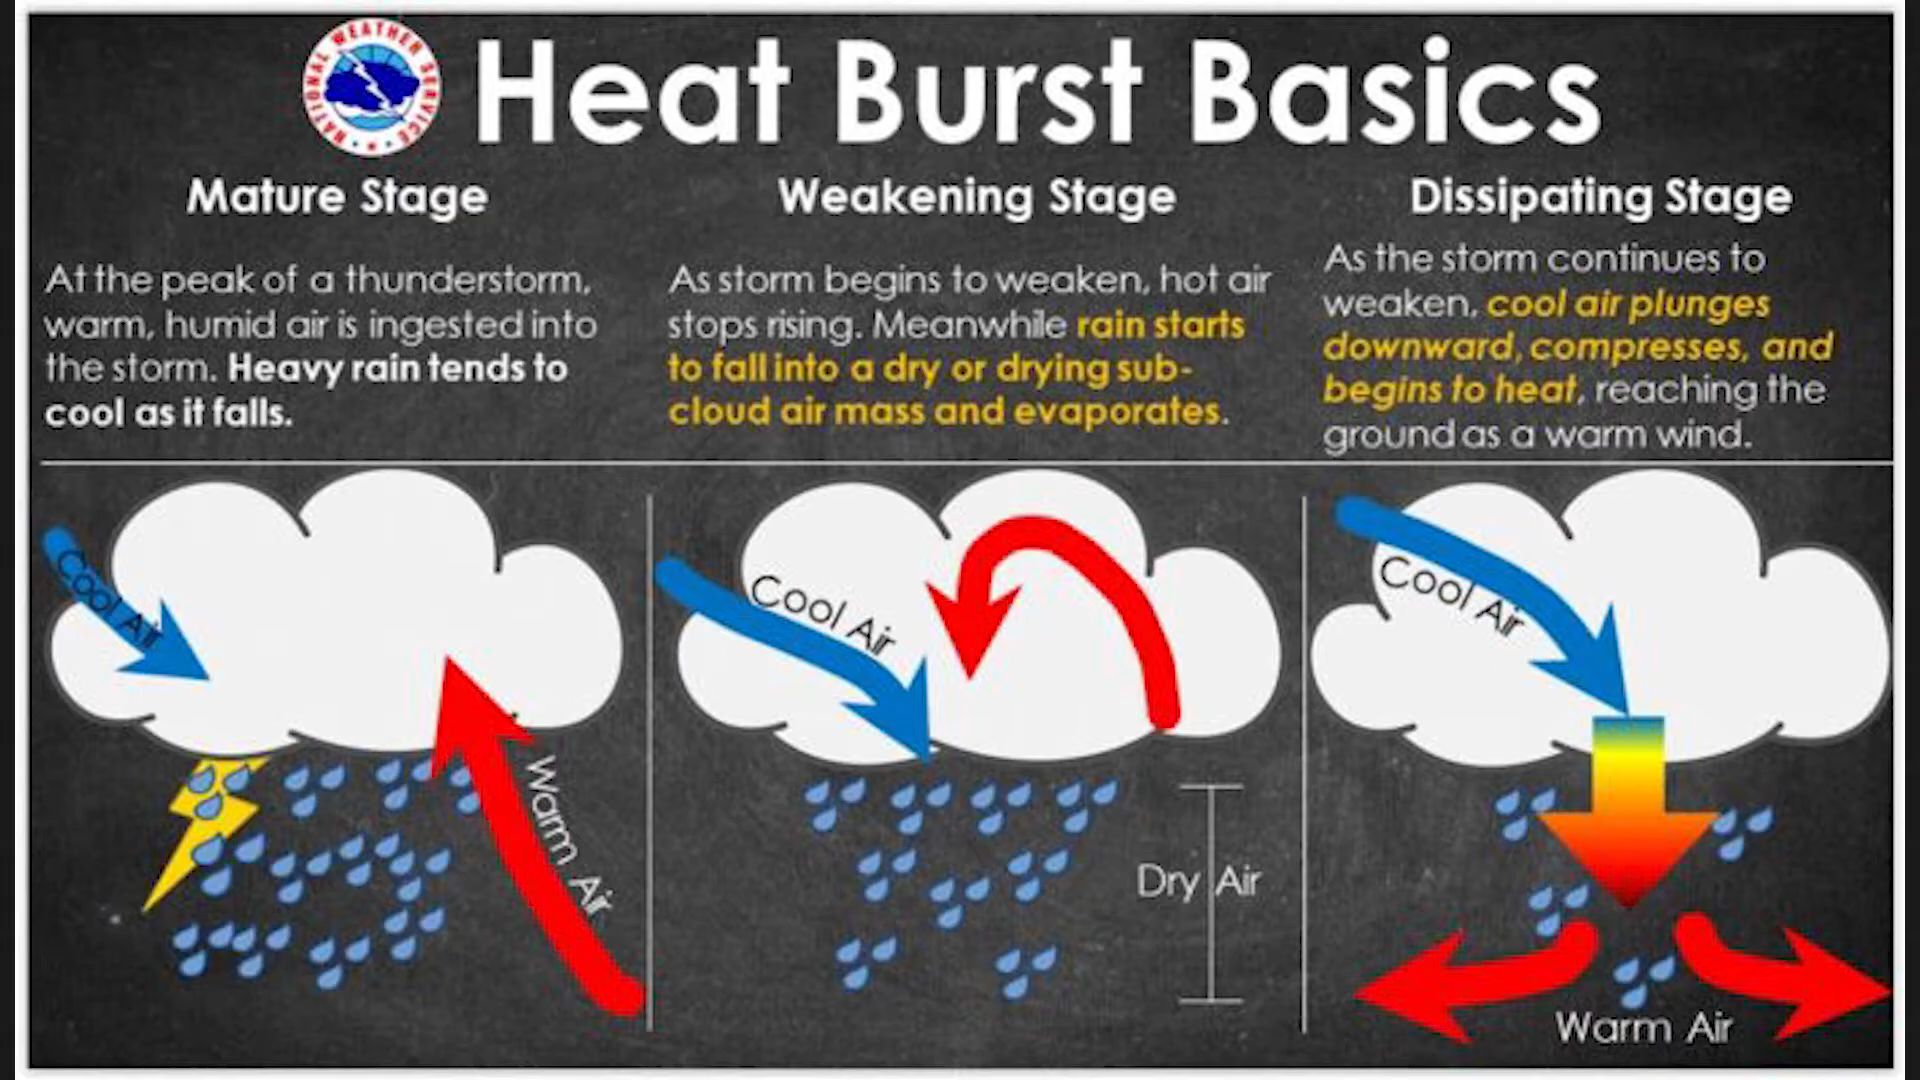 NATIONAL WEATHER SERVICE
Heat Burst Basics
Mature Stage
At the peak of a thunderstorm,
warm, humid air is ingested into
the storm. Heavy rain tends to
cool as it falls.
Weakening Stage
As storm begins to weaken, hot air
stops rising. Meanwhile rain starts
to fall into a dry or drying sub-
cloud air mass and evaporates.
Dissipating Stage
As the storm continues to
weaken, cool air plunges
downward, compresses, and
begins to heat, reaching the
ground as a warm wind.
Cool Air
Warm Air
Cool Air
Dry Air
Cool Air
Warm Air